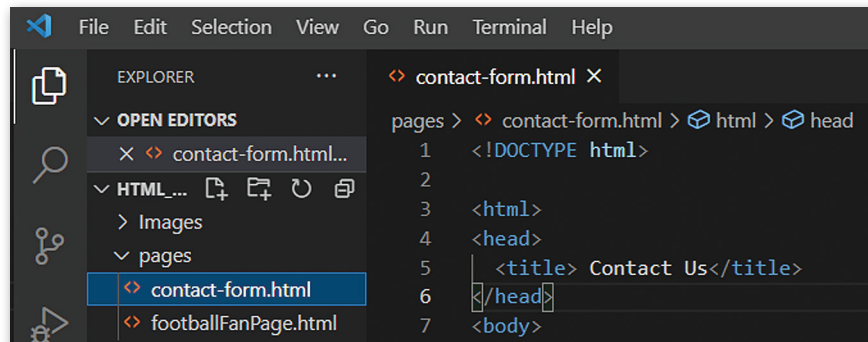 File Edit Selection View Go Run Terminal Help
EXPLORER ...
OPEN EDITORS
contact-form.html...
HTML_...
Images
pages
contact-form.html
footballFanPage.html
contact-form.html
pages > contact-form.html > html > head
1 <!DOCTYPE html>
2
3 <html>
4 <head>
5 <title> Contact Us</title>
6 </head>
7 <body>